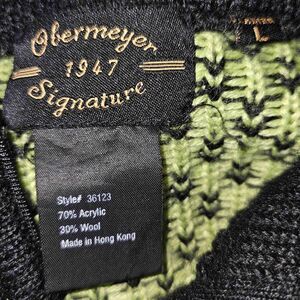 Obermeyer
1947
Signature
L
Style# 36123
70% Acrylic
30% Wool
Made in Hong Kong